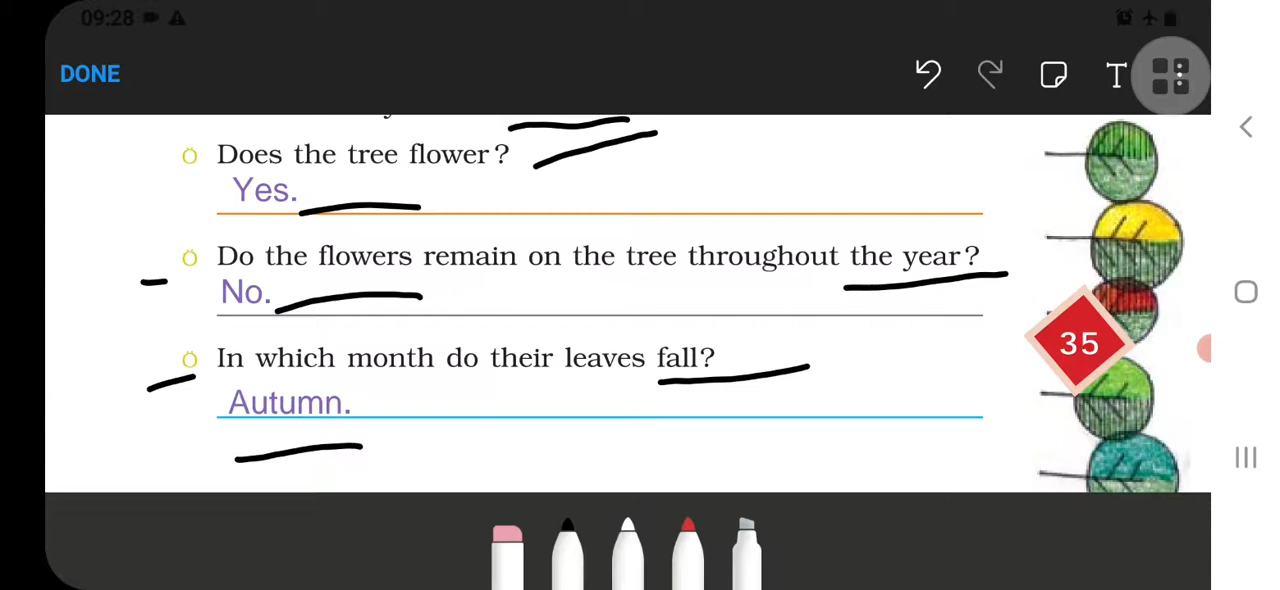 09:28
DONE
T
Does the tree flower?
Yes.
Do the flowers remain on the tree throughout the year?
No.
35
In which month do their leaves fall?
Autumn.